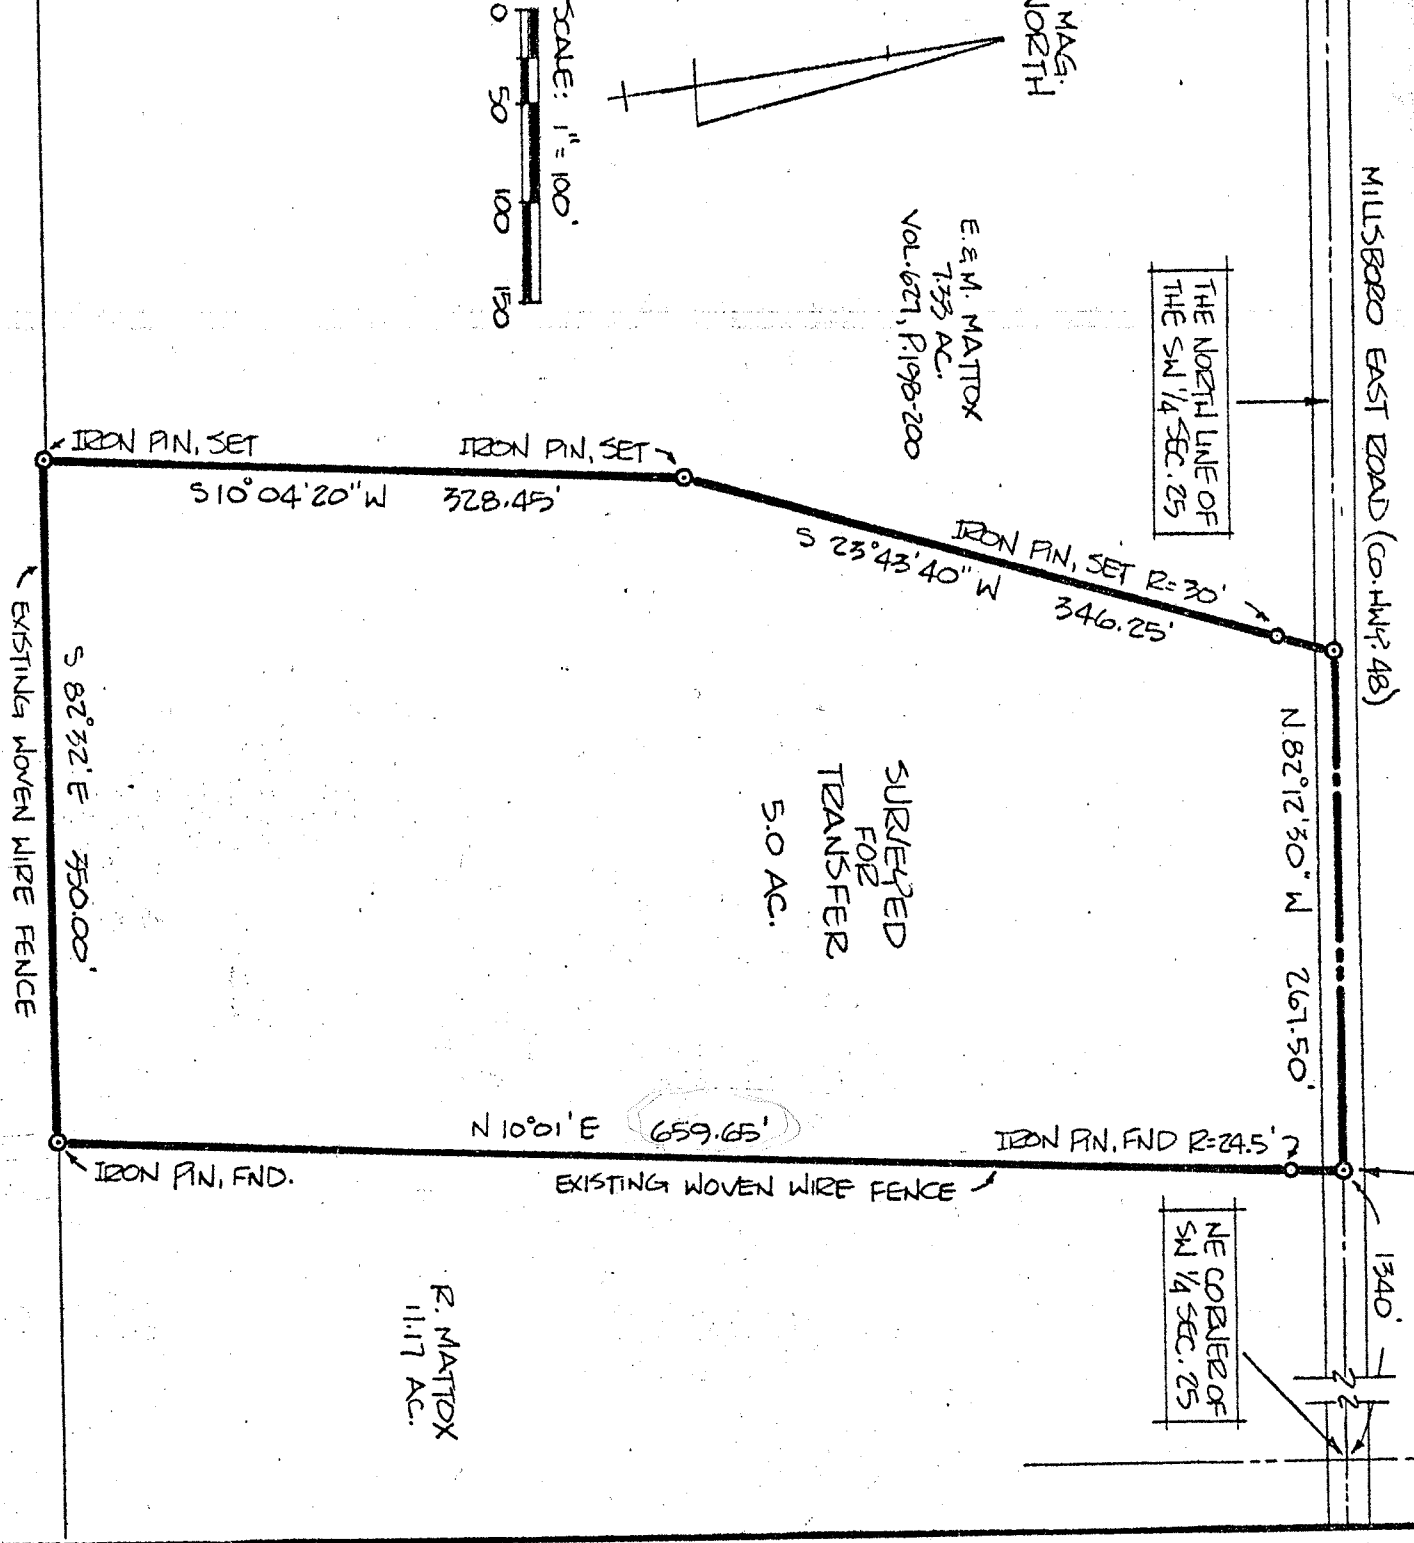 MAG.
NORTH
SCALE: 1" = 100'
0 50 100 150
MILLSBORO EAST ROAD (CO. HWY. 48)
THE NORTH LINE OF
THE SW 1/4 SEC. 25
E. & M. MATTOX
7.33 AC.
VOL. 627, P. 198-200
IRON PIN, SET
IRON PIN, SET
S 10° 04' 20" W 328.45'
IRON PIN, SET R=30'
S 23° 43' 40" W 346.25'
N. 82° 12' 30" W 267.50'
SURVEYED
FOR
TRANSFER
5.0 AC.
S 82° 32' E 350.00'
EXISTING WOVEN WIRE FENCE
N 10° 01' E 659.65'
IRON PIN, FND R=24.5'
IRON PIN, FND.
EXISTING WOVEN WIRE FENCE
NE CORNER OF
SW 1/4 SEC. 25
1340'
R. MATTOX
11.17 AC.